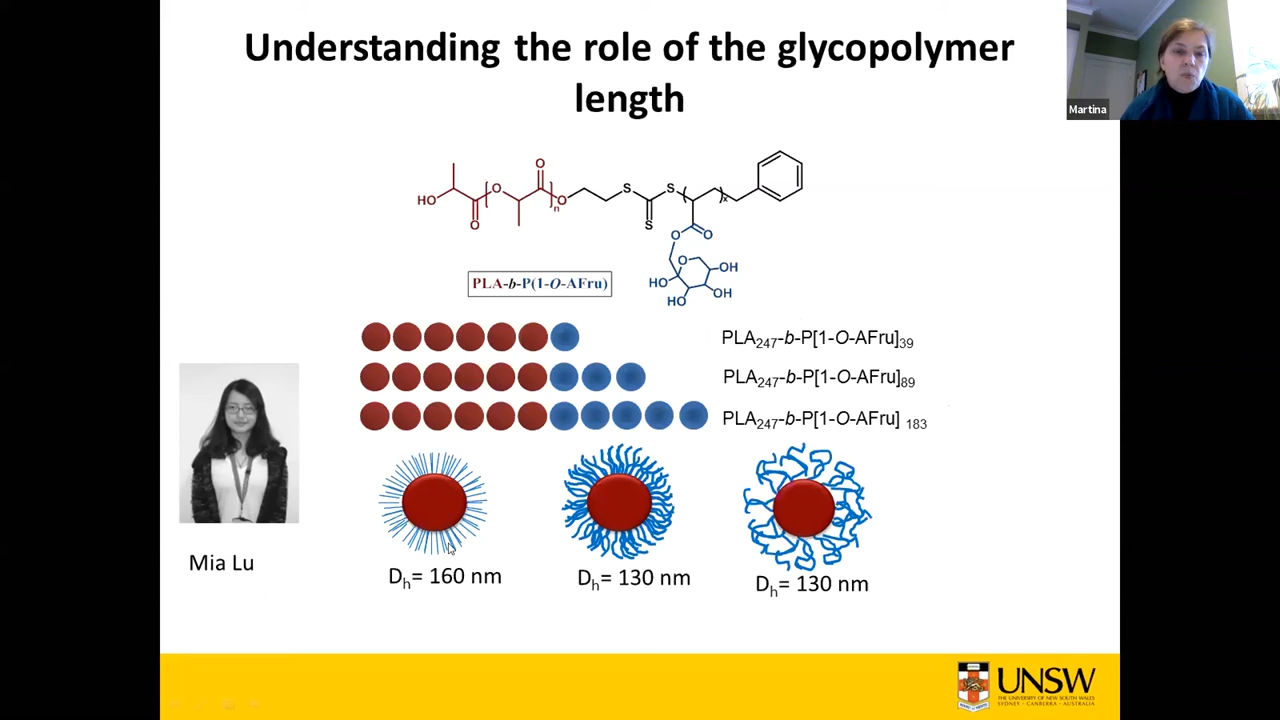 Understanding the role of the glycopolymer
length
Martina
O
O
S
S
HO
O
n
O
x
O
S
O
O
O
OH
HO
OH
HO
PLA-b-P(1-O-AFru)
PLA247-b-P[1-O-AFru]39
PLA247-b-P[1-O-AFru]89
PLA247-b-P[1-O-AFru] 183
Mia Lu
Dh= 160 nm
Dh= 130 nm
Dh= 130 nm
UNSW
THE UNIVERSITY OF NEW SOUTH WALES
SYDNEY · CANBERRA · AUSTRALIA